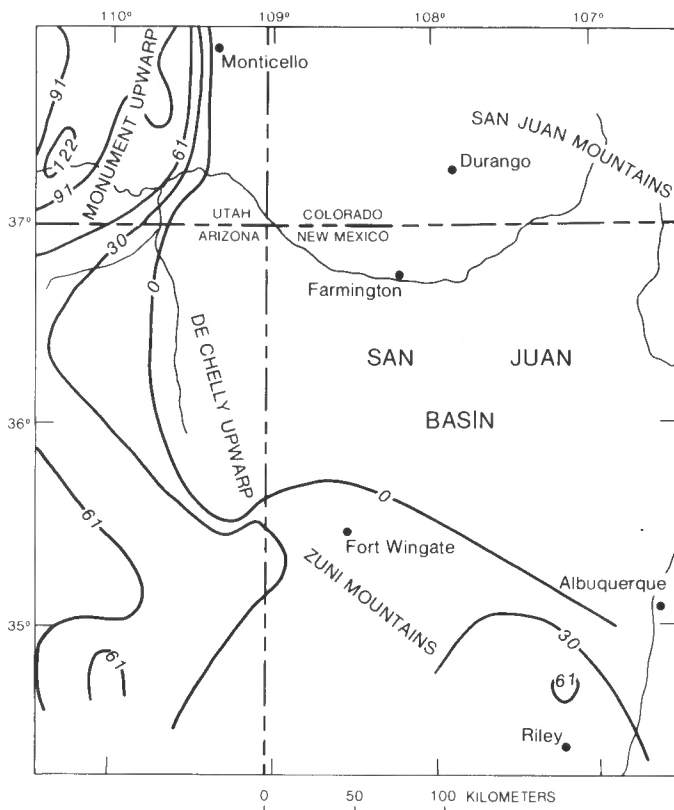 110°
109°
108°
107°
Monticello
91
MONUMENT UPWARP
61
122
91
SAN JUAN MOUNTAINS
Durango
37°
UTAH
COLORADO
ARIZONA
NEW MEXICO
30
0
Farmington
DE CHELLY UPWARP
SAN JUAN
BASIN
36°
61
0
Fort Wingate
ZUNI MOUNTAINS
Albuquerque
35°
30
61
61
Riley
0 50 100 KILOMETERS